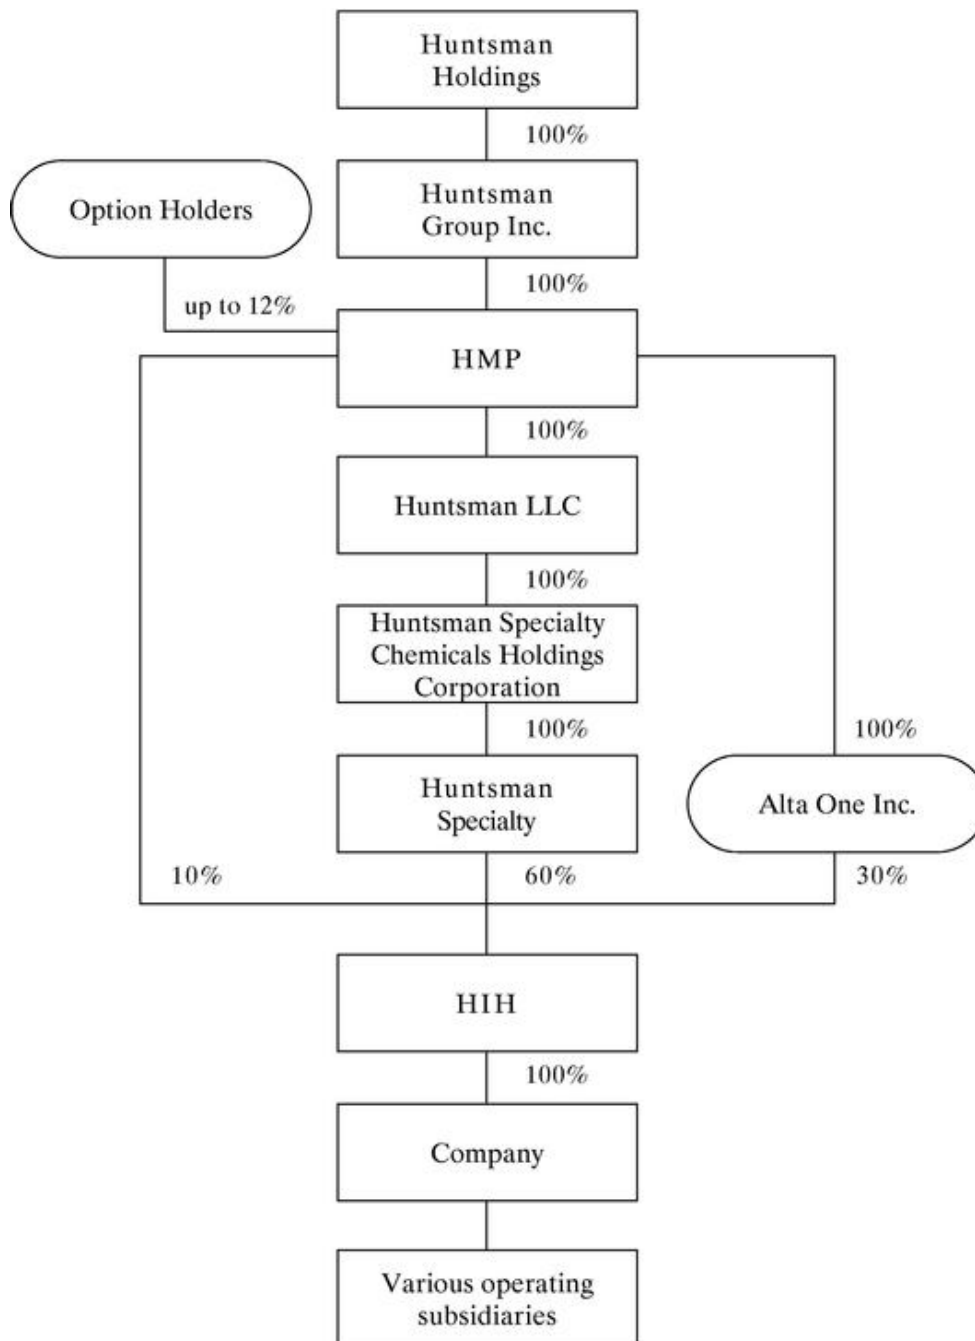 Huntsman
Holdings
100%
Option Holders
Huntsman
Group Inc.
100%
up to 12%
HMP
100%
Huntsman LLC
100%
Huntsman Specialty
Chemicals Holdings
Corporation
100%
100%
Huntsman
Specialty
Alta One Inc.
10%
60%
30%
HIH
100%
Company
Various operating
subsidiaries